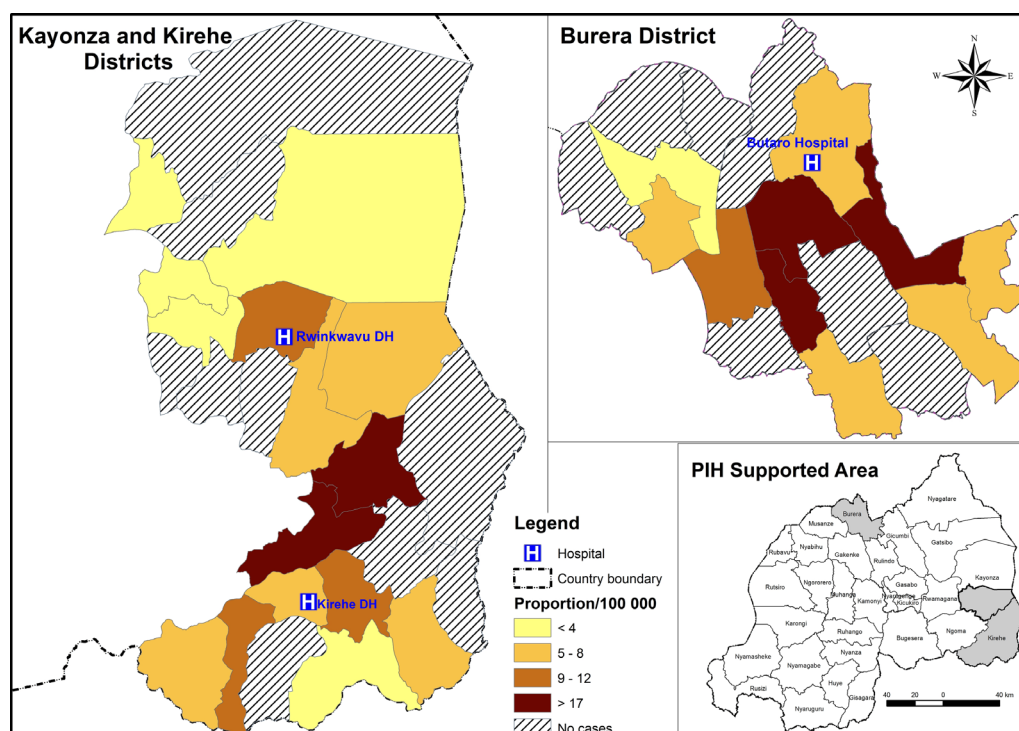 Kayonza and Kirehe
Districts
Rwinkwavu DH
Kirehe DH
Burera District
N
W
E
S
Butaro Hospital
Legend
H Hospital
Country boundary
Proportion/100 000
< 4
5 - 8
9 - 12
> 17
No cases
PIH Supported Area
Nyagatare
Burera
Musanze
Gicumbi
Gatsibo
Rubavu
Nyabihu
Gakenke
Rulindo
Kayonza
Rutsiro
Ngororero
Muhanga
Kamonyi
Gasabo
Kicukiro
Rwamagana
Karongi
Ruhango
Bugesera
Ngoma
Kirehe
Nyamasheke
Nyamagabe
Nyanza
Rusizi
Huye
Gisagara
Nyaruguru
40 20 0 40 km